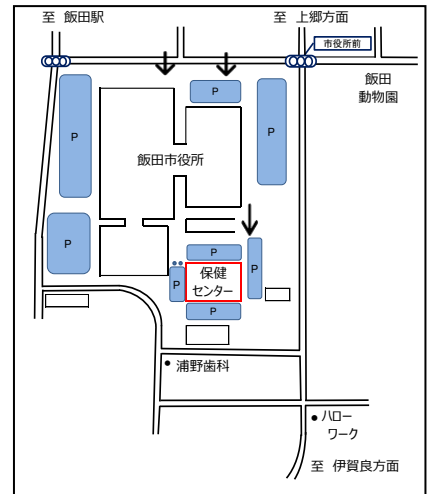 至 飯田駅
至 上郷方面
市役所前
飯田
動物園
P
P
P
飯田市役所
P
P
P
P
保健
センター
P
浦野歯科
ハロー
ワーク
至 伊賀良方面